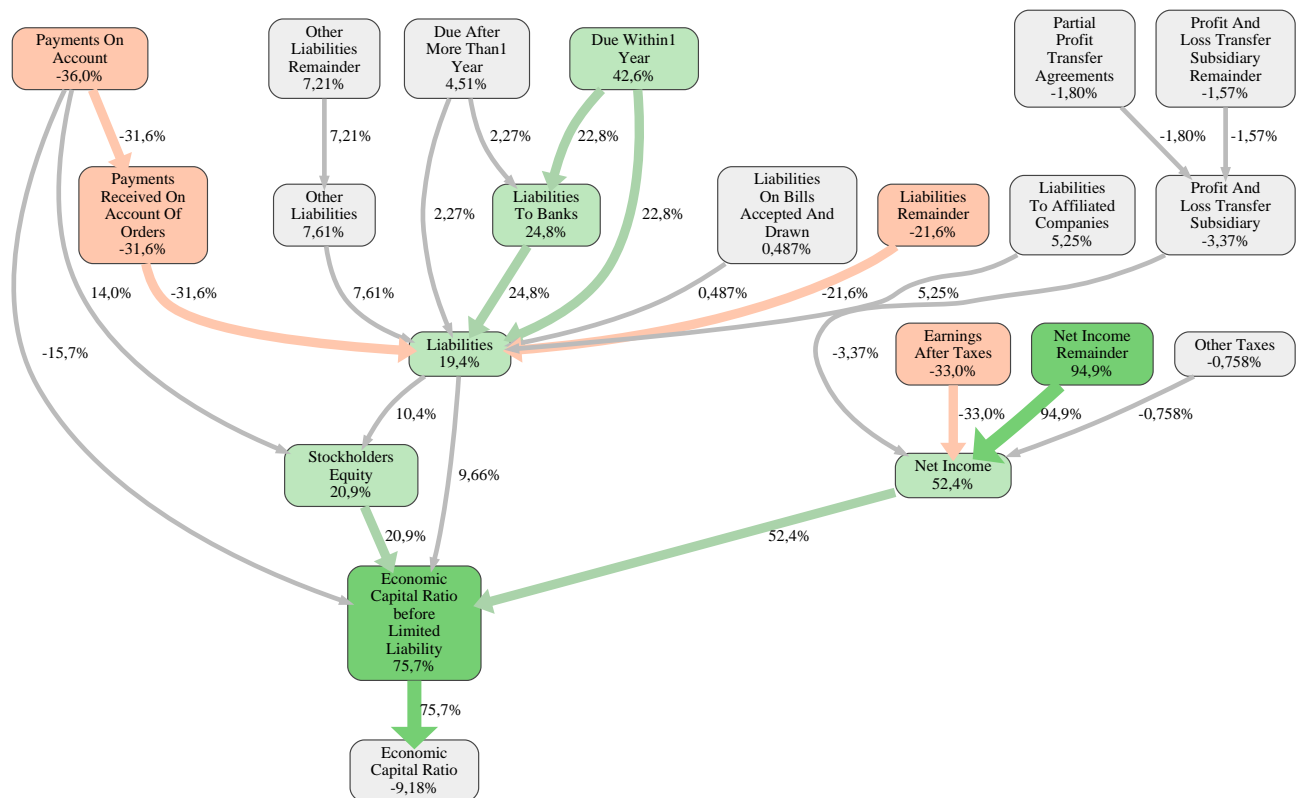 Payments On
Account
-36,0%
Other
Liabilities
Remainder
7,21%
Due After
More Than1
Year
4,51%
Due Within1
Year
42,6%
Partial
Profit
Transfer
Agreements
-1,80%
Profit And
Loss Transfer
Subsidiary
Remainder
-1,57%
-31,6%
7,21%
2,27%
22,8%
-1,80%
-1,57%
Payments
Received On
Account Of
Orders
-31,6%
Other
Liabilities
7,61%
Liabilities
To Banks
24,8%
Liabilities
On Bills
Accepted And
Drawn
0,487%
Liabilities
Remainder
-21,6%
Liabilities
To Affiliated
Companies
5,25%
Profit And
Loss Transfer
Subsidiary
-3,37%
2,27%
22,8%
14,0%
-31,6%
7,61%
24,8%
0,487%
-21,6%
5,25%
-15,7%
Liabilities
19,4%
-3,37%
Earnings
After Taxes
-33,0%
Net Income
Remainder
94,9%
Other Taxes
-0,758%
10,4%
-33,0%
94,9%
-0,758%
Stockholders
Equity
20,9%
9,66%
Net Income
52,4%
20,9%
52,4%
Economic
Capital Ratio
before
Limited
Liability
75,7%
75,7%
Economic
Capital Ratio
-9,18%